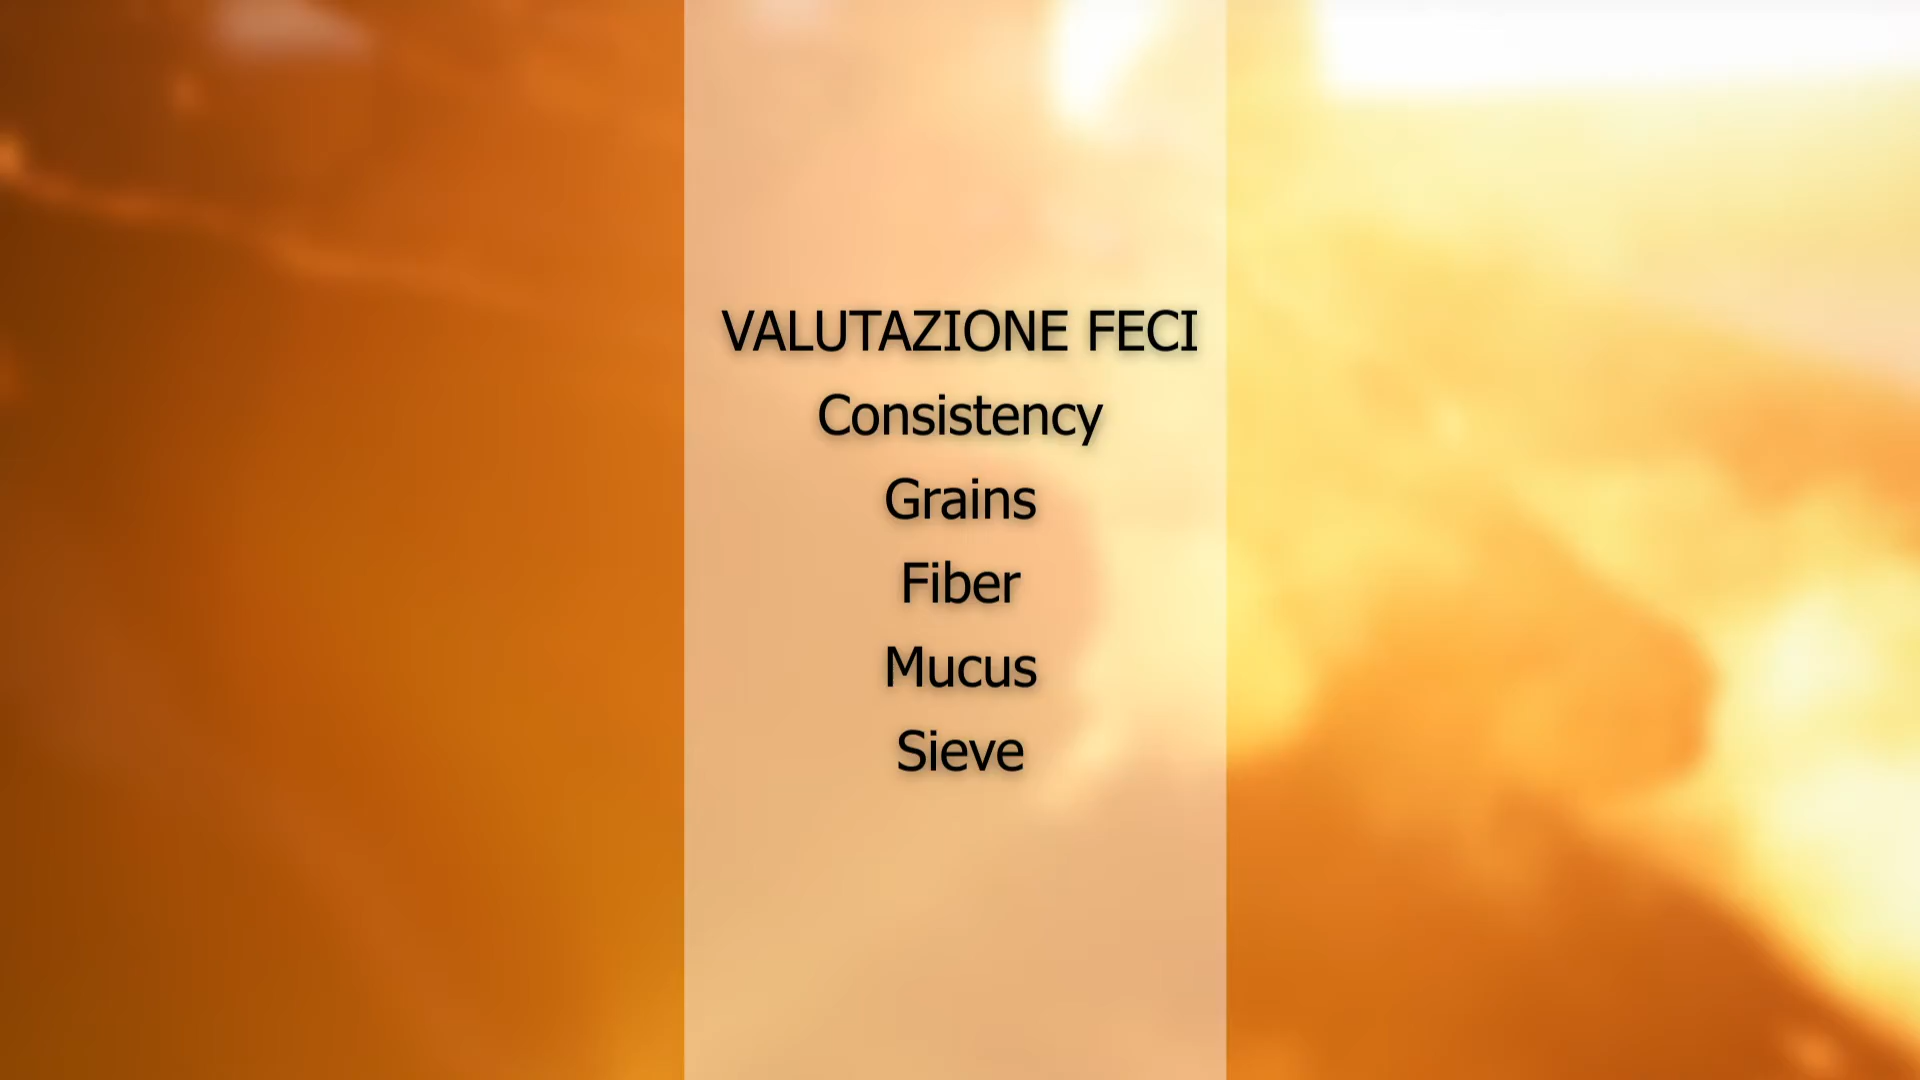 VALUTAZIONE FECI
Consistency
Grains
Fiber
Mucus
Sieve